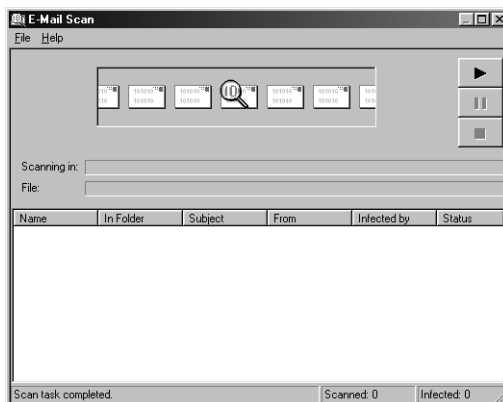 E-Mail Scan
File Help
Scanning in:
File:
Name In Folder Subject From Infected by Status
Scan task completed. Scanned: 0 Infected: 0